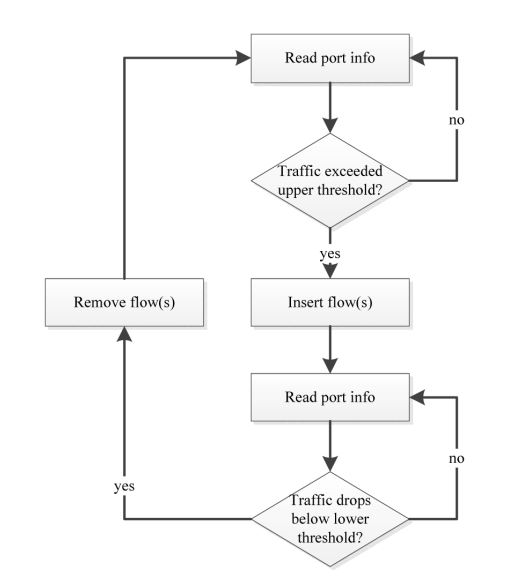 Read port info
no
Traffic exceeded
upper threshold?
yes
Remove flow(s)
Insert flow(s)
Read port info
no
yes
Traffic drops
below lower
threshold?